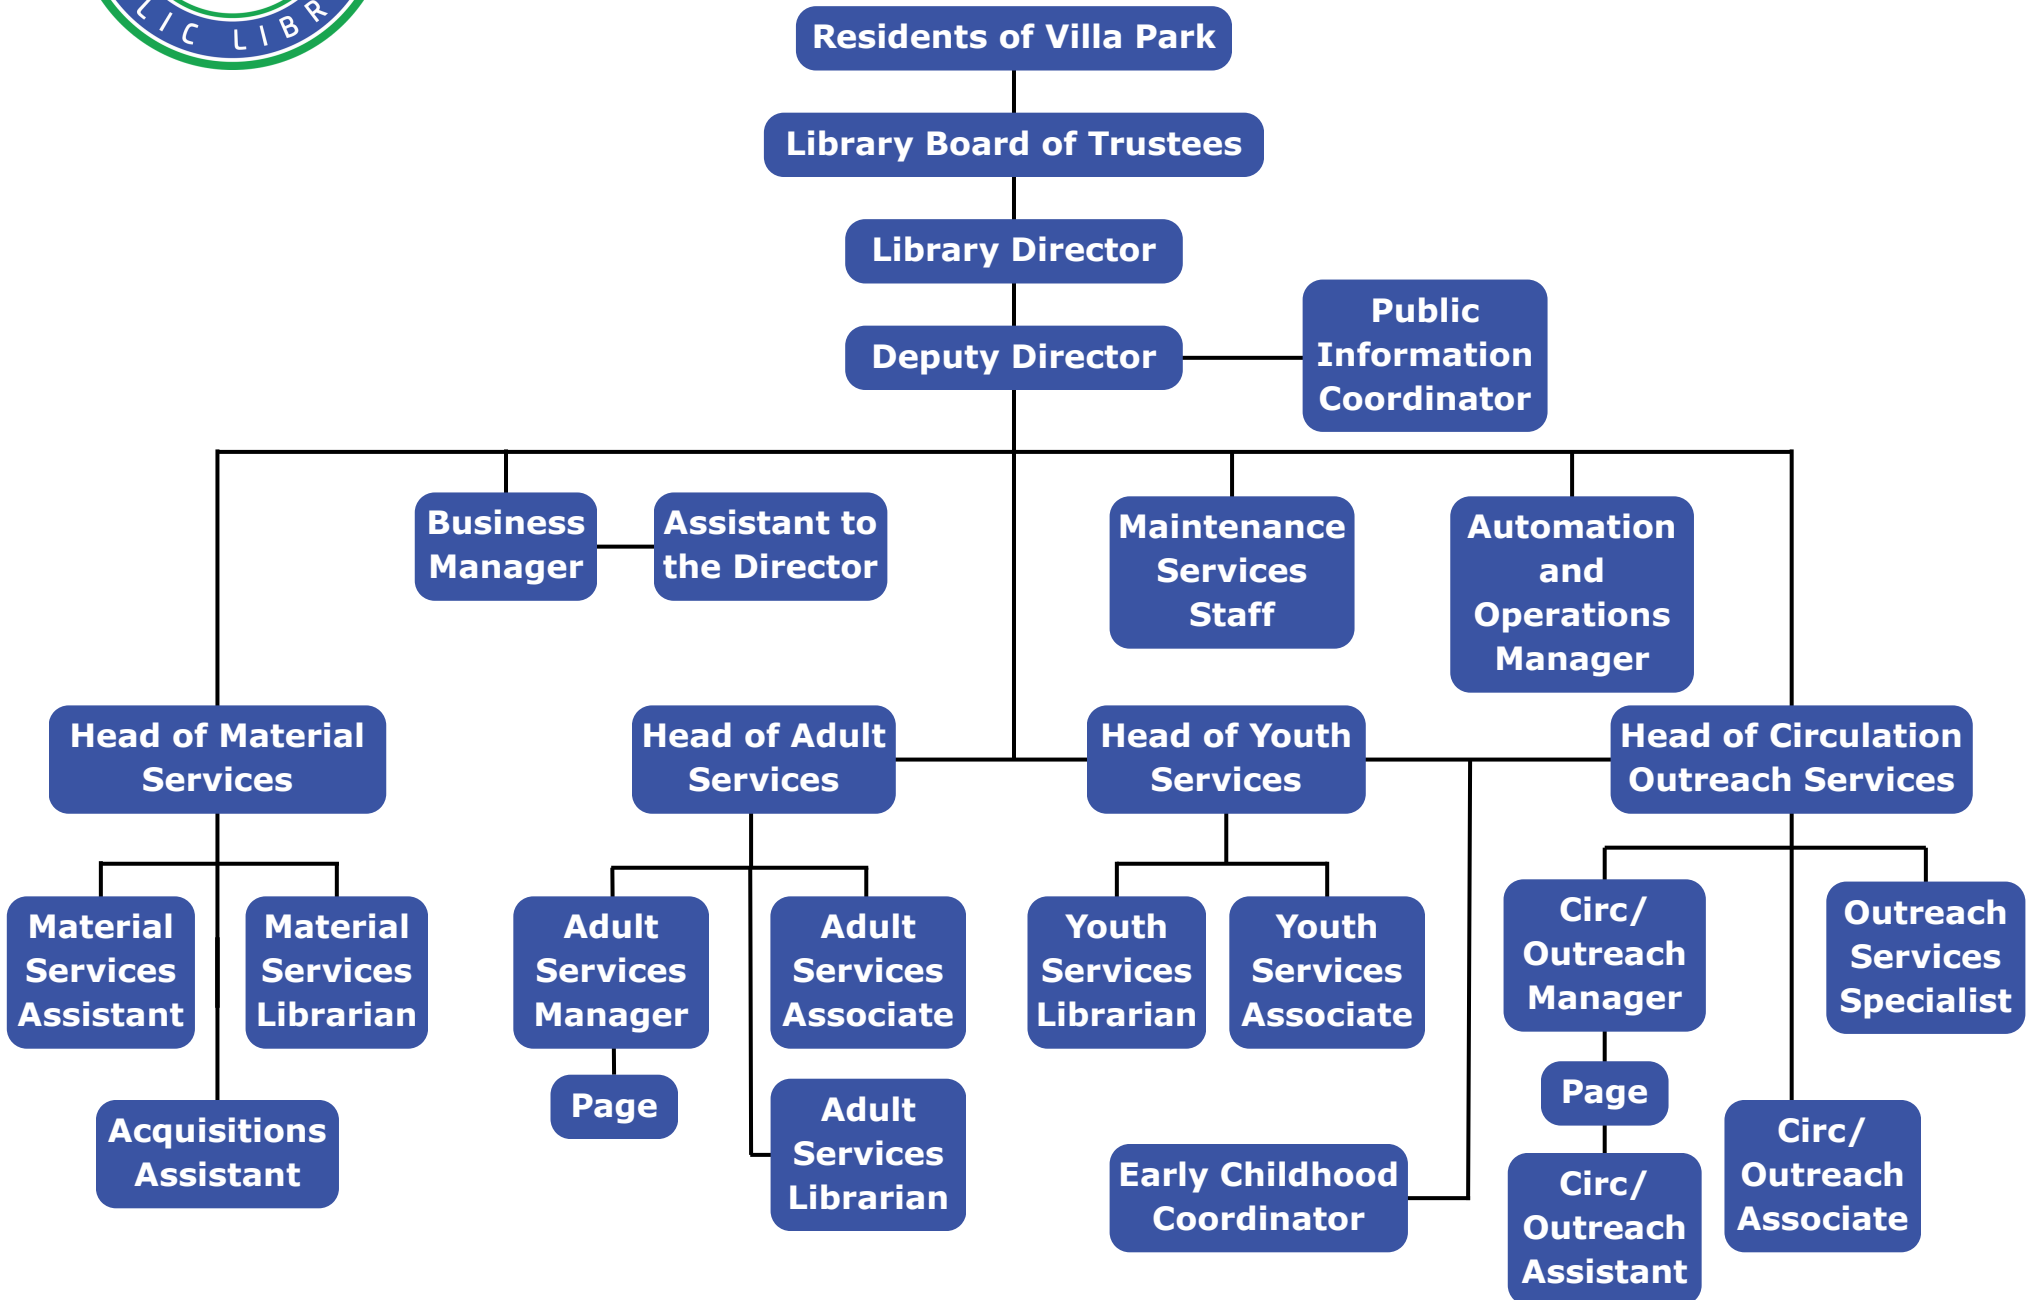 LIC LIBR
Residents of Villa Park
Library Board of Trustees
Library Director
Deputy Director
Public
Information
Coordinator
Business
Manager
Assistant to
the Director
Maintenance
Services
Staff
Automation
and
Operations
Manager
Head of Material
Services
Head of Adult
Services
Head of Youth
Services
Head of Circulation
Outreach Services
Material
Services
Assistant
Material
Services
Librarian
Acquisitions
Assistant
Adult
Services
Manager
Page
Adult
Services
Associate
Adult
Services
Librarian
Youth
Services
Librarian
Youth
Services
Associate
Early Childhood
Coordinator
Circ/
Outreach
Manager
Page
Circ/
Outreach
Assistant
Outreach
Services
Specialist
Circ/
Outreach
Associate